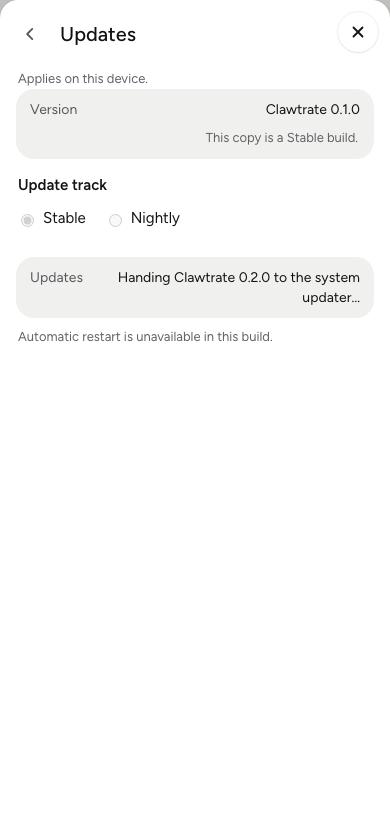 Updates
Applies on this device.
Version
Clawtrate 0.1.0
This copy is a Stable build.
Update track
Stable
Nightly
Updates
Handing Clawtrate 0.2.0 to the system
updater...
Automatic restart is unavailable in this build.